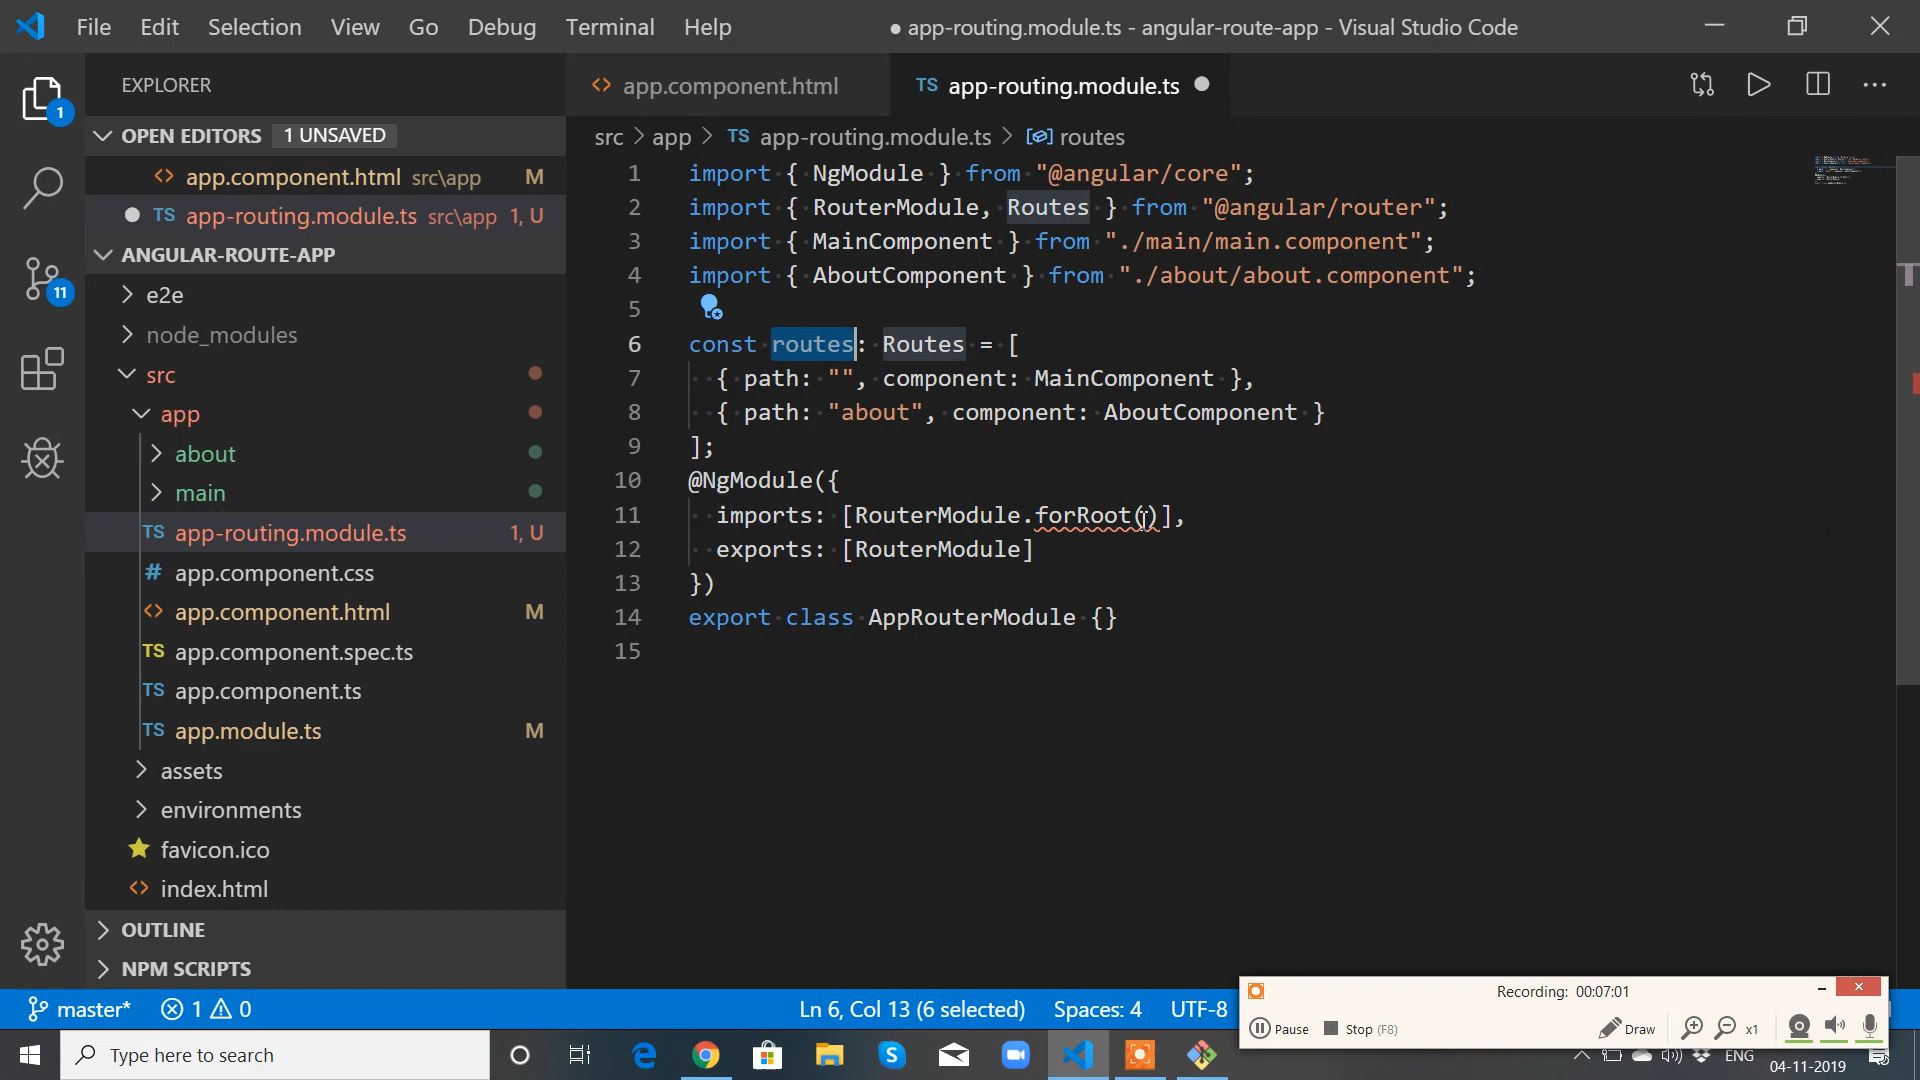 File Edit Selection View Go Debug Terminal Help
● app-routing.module.ts - angular-route-app - Visual Studio Code
EXPLORER
OPEN EDITORS 1 UNSAVED
app.component.html src\app M
TS app-routing.module.ts src\app 1, U
ANGULAR-ROUTE-APP
e2e
node_modules
src
app
about
main
TS app-routing.module.ts 1, U
# app.component.css
<> app.component.html M
TS app.component.spec.ts
TS app.component.ts
TS app.module.ts M
assets
environments
favicon.ico
<> index.html
OUTLINE
NPM SCRIPTS
1
11
<> app.component.html
TS app-routing.module.ts
src > app > TS app-routing.module.ts > routes
1 import { NgModule } from "@angular/core";
2 import { RouterModule, Routes } from "@angular/router";
3 import { MainComponent } from "./main/main.component";
4 import { AboutComponent } from "./about/about.component";
5
6 const routes: Routes = [
7 { path: "", component: MainComponent },
8 { path: "about", component: AboutComponent }
9 ];
10 @NgModule({
11 imports: [RouterModule.forRoot()],
12 exports: [RouterModule]
13 })
14 export class AppRouterModule {}
15
master* 1 0
Ln 6, Col 13 (6 selected) Spaces: 4 UTF-8
Recording: 00:07:01
Pause Stop (F8) Draw x1
Type here to search
ENG
04-11-2019